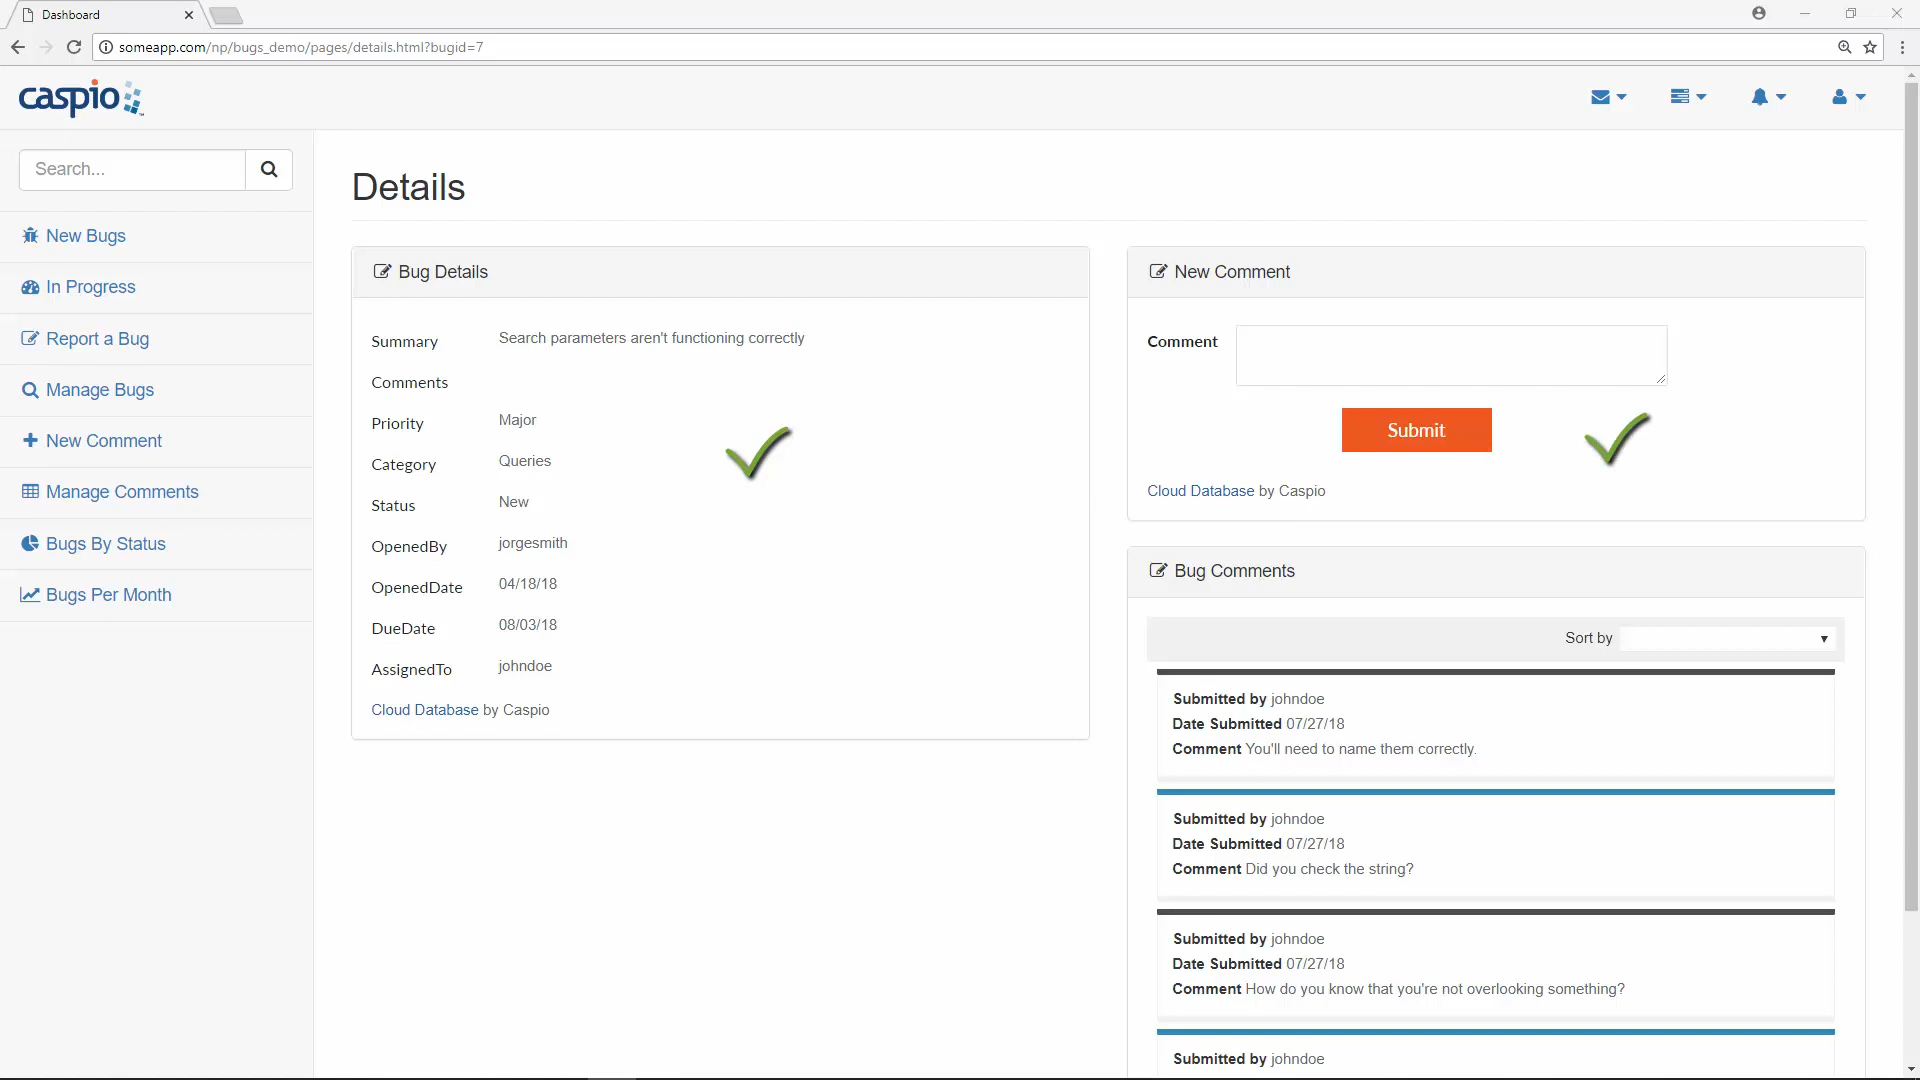 Dashboard
someapp.com/np/bugs_demo/pages/details.html?bugid=7
caspio
Search...
New Bugs
In Progress
Report a Bug
Manage Bugs
New Comment
Manage Comments
Bugs By Status
Bugs Per Month
Details
Bug Details
Summary Search parameters aren't functioning correctly
Comments
Priority Major
Category Queries
Status New
OpenedBy jorgesmith
OpenedDate 04/18/18
DueDate 08/03/18
AssignedTo johndoe
Cloud Database by Caspio
New Comment
Comment
Submit
Cloud Database by Caspio
Bug Comments
Sort by
Submitted by johndoe
Date Submitted 07/27/18
Comment You'll need to name them correctly.
Submitted by johndoe
Date Submitted 07/27/18
Comment Did you check the string?
Submitted by johndoe
Date Submitted 07/27/18
Comment How do you know that you're not overlooking something?
Submitted by johndoe